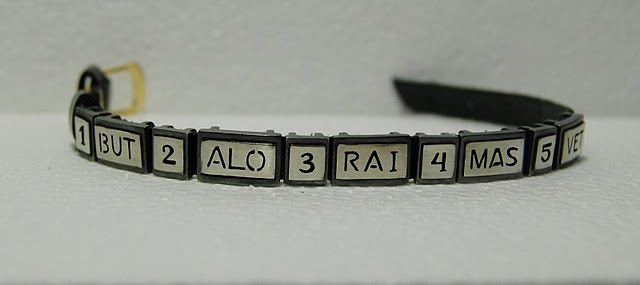 1 BUT 2 ALO 3 RAI 4 MAS 5 VET